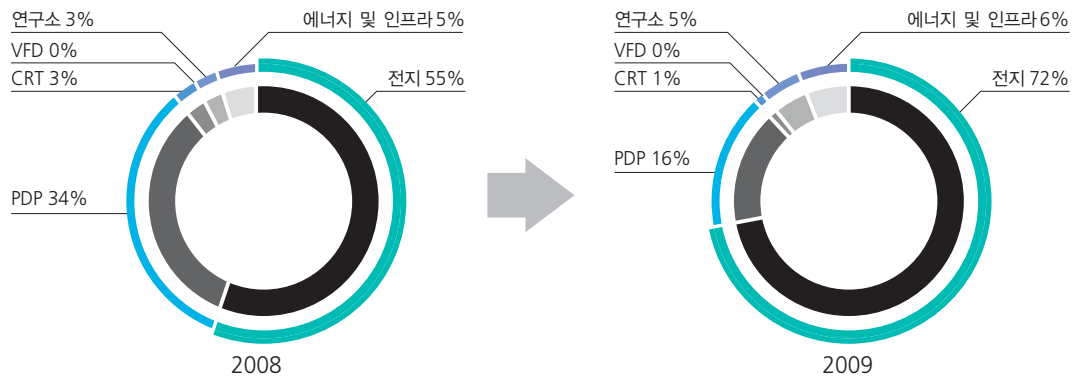 연구소 3%
에너지 및 인프라 5%
VFD 0%
CRT 3%
전지 55%
PDP 34%
2008
연구소 5%
에너지 및 인프라 6%
VFD 0%
CRT 1%
전지 72%
PDP 16%
2009